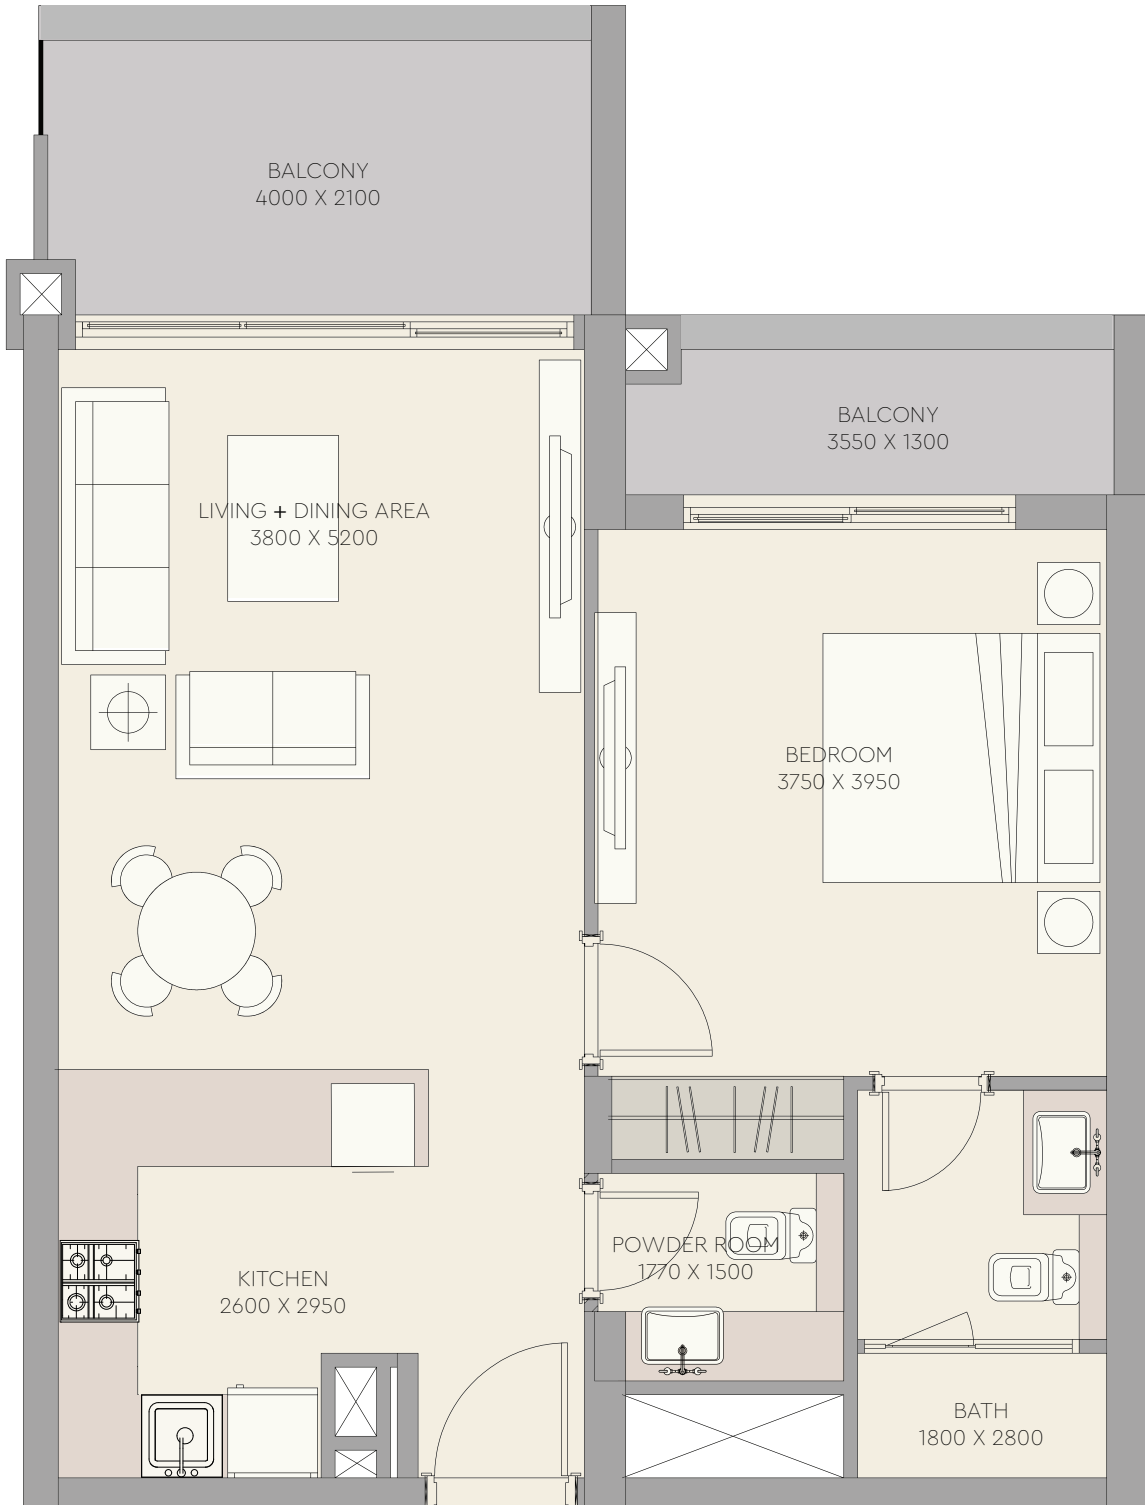 BALCONY
4000 X 2100
BALCONY
3550 X 1300
LIVING + DINING AREA
3800 X 5200
BEDROOM
3750 X 3950
POWDER ROOM
1770 X 1500
KITCHEN
2600 X 2950
BATH
1800 X 2800